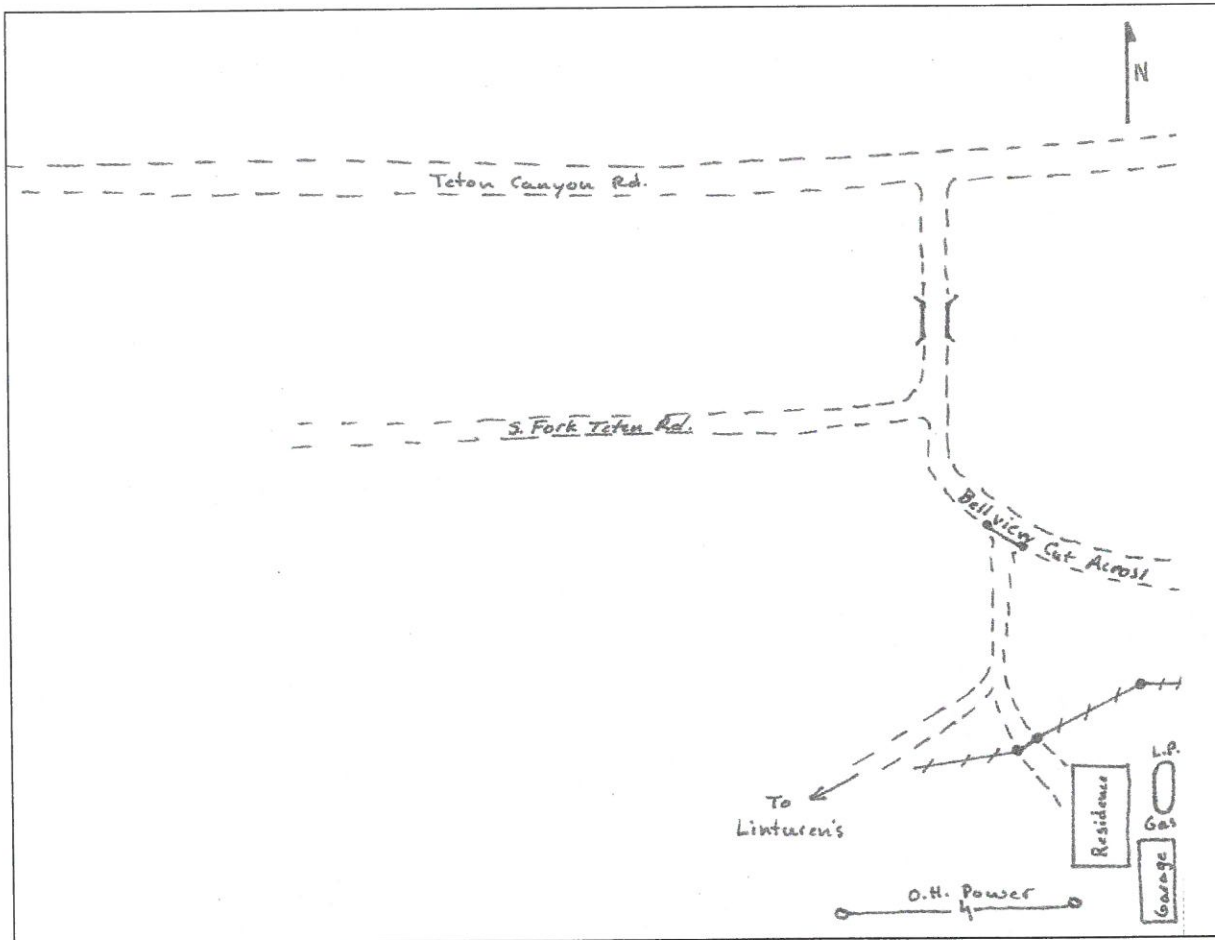 N
Teton Canyon Rd.
S. Fork Teton Rd.
Bellview Cut Across
L.P.
Gas
Residence
Garage
To
Linturen's
O.H. Power